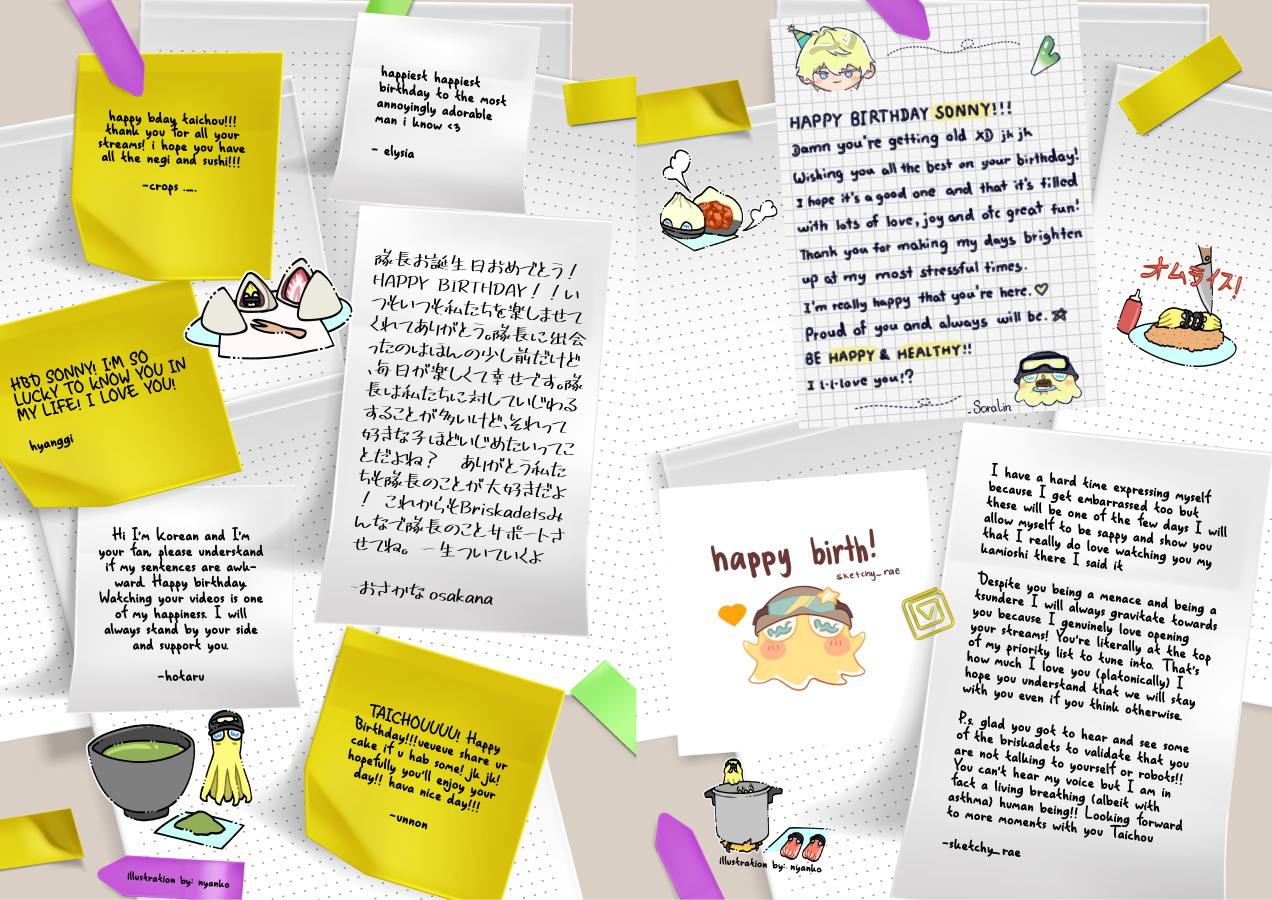 happy bday taichou!!!
thank you for all your
streams! i hope you have
all the negi and sushi!!!
-crops ._.
happiest happiest
birthday to the most
annoyingly adorable
man i know <3
- elysia
HBD SONNY! I'M SO
LUCKY TO KNOW YOU IN
MY LIFE! I LOVE YOU!
hyanggi
隊長お誕生日おめでとう！
HAPPY BIRTHDAY！！い
つもいつも私たちを楽しませて
くれてありがとう。隊長に出会
ったのはほんの少し前だけど
、毎日が楽しくて幸せです。隊
長は私たちに対していじわる
することが多いけど、それって
好きな子ほどいじめたいってこ
とだよね？　ありがとう私た
ちも隊長のことが大好きだよ
！　これからもBriskadetsみ
んなで隊長のことサポートさ
せてね。一生ついていくよ
-おさかな osakana
Hi I'm Korean and I'm
your fan, please understand
if my sentences are awk-
ward. Happy birthday.
Watching your videos is one
of my happiness. I will
always stand by your side
and support you.
-hotaru
TAICHOUUUU! Happy
Birthday!!!ueueue share ur
cake if u hab some! jk jk!
hopefully you'll enjoy your
day!! hava nice day!!!
-unnon
illustration by: nyanko
HAPPY BIRTHDAY SONNY!!!
Damn you're getting old XD jk jk
Wishing you all the best on your birthday!
I hope it's a good one and that it's filled
with lots of love, joy and ofc great fun!
Thank you for making my days brighten
up at my most stressful times.
I'm really happy that you're here.♡
Proud of you and always will be.☆
BE HAPPY & HEALTHY!!
I l-l-love you!?
-Soralin
オムライス!
happy birth!
sketchy_rae
I have a hard time expressing myself
because I get embarrassed too but
these will be one of the few days I will
allow myself to be sappy and show you
that I really do love watching you my
kamioshi there I said it
Despite you being a menace and being a
tsundere I will always gravitate towards
you because I genuinely love opening
your streams! You're literally at the top
of my priority list to tune into. That's
how much I love you (platonically) I
hope you understand that we will stay
with you even if you think otherwise.
P.s. glad you got to hear and see some
of the briskadets to validate that you
are not talking to yourself or robots!!
You can't hear my voice but I am in
fact a living breathing (albeit with
asthma) human being!! Looking forward
to more moments with you Taichou
-sketchy_rae
illustration by: nyanko